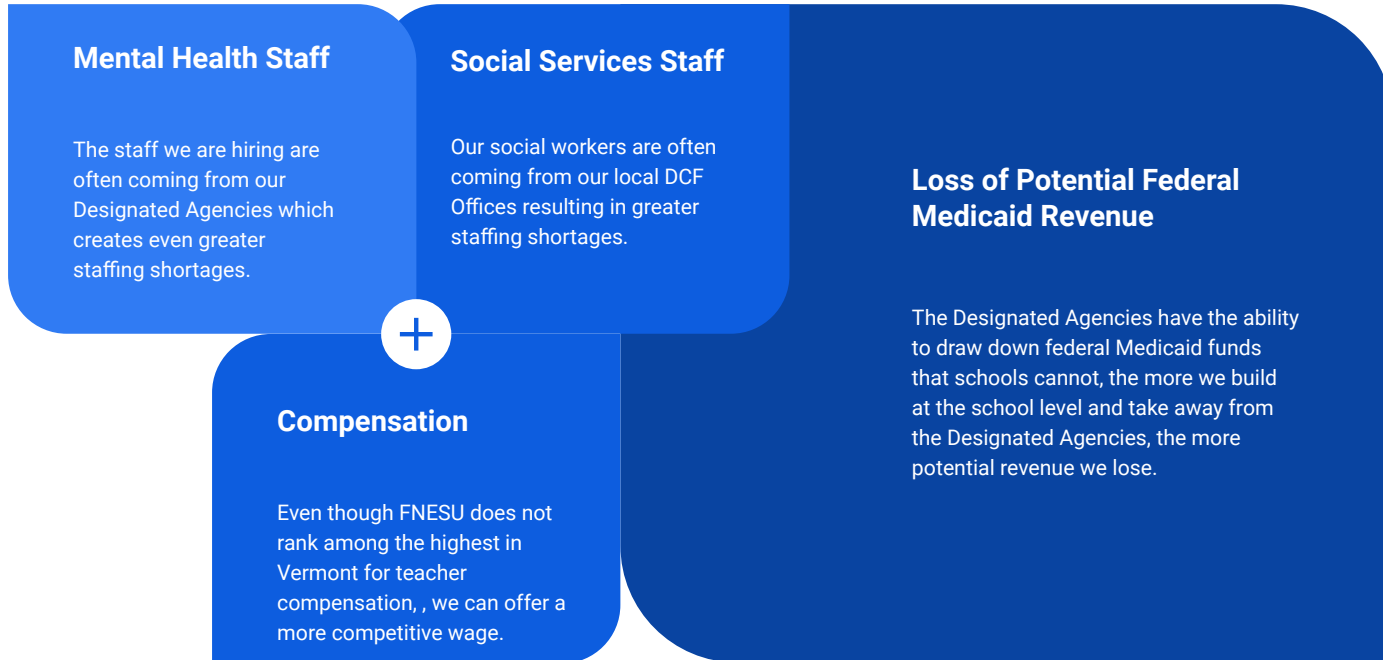 Mental Health Staff
The staff we are hiring are
often coming from our
Designated Agencies which
creates even greater
staffing shortages.
Social Services Staff
Our social workers are often
coming from our local DCF
Offices resulting in greater
staffing shortages.
Compensation
Even though FNESU does not
rank among the highest in
Vermont for teacher
compensation, , we can offer a
more competitive wage.
Loss of Potential Federal
Medicaid Revenue
The Designated Agencies have the ability
to draw down federal Medicaid funds
that schools cannot, the more we build
at the school level and take away from
the Designated Agencies, the more
potential revenue we lose.